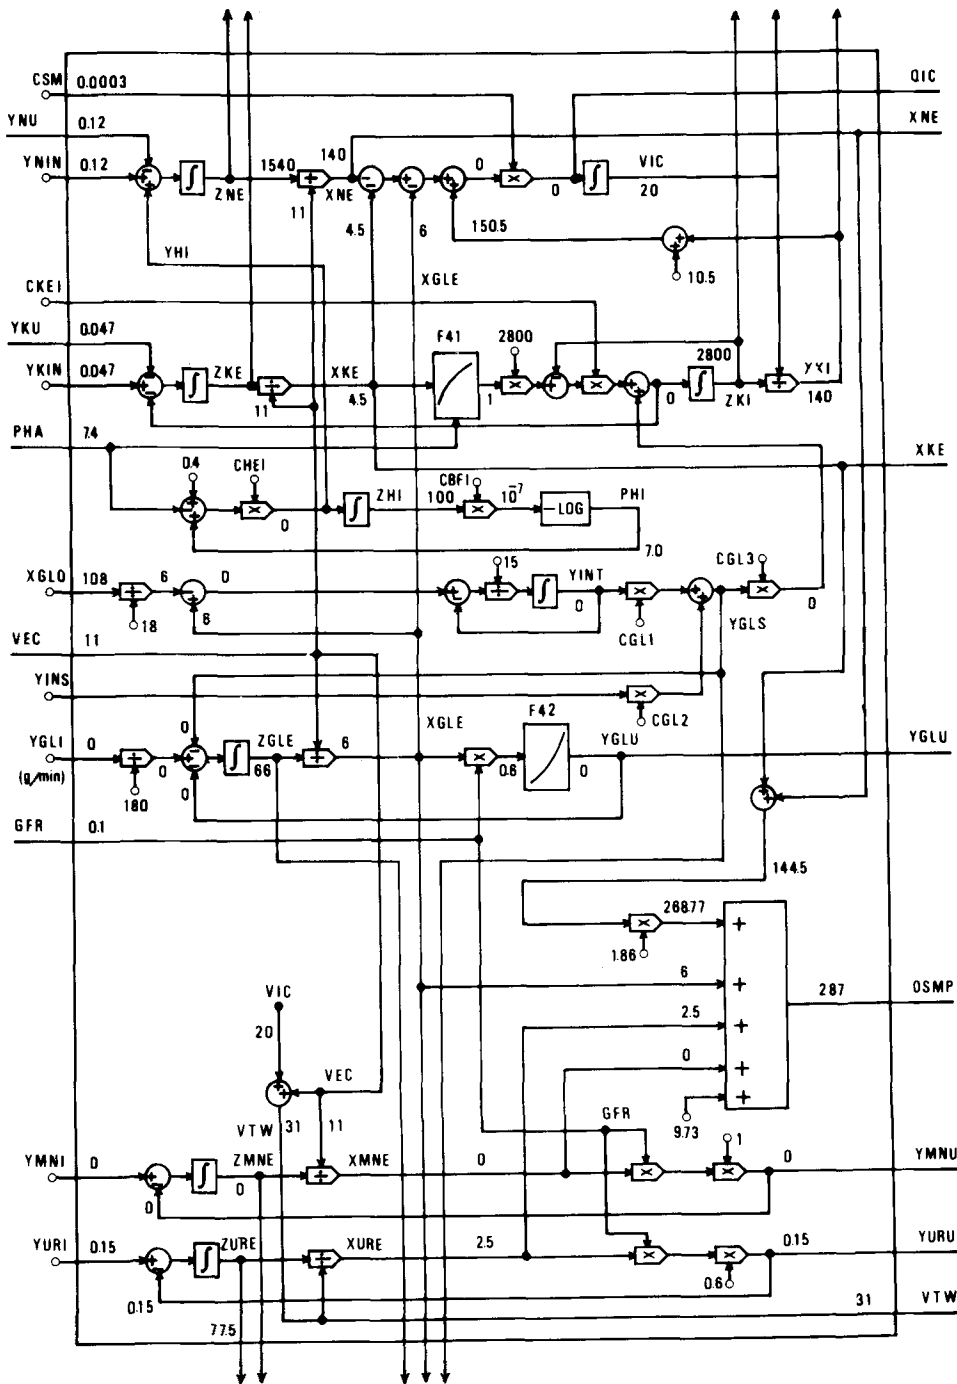 CSM 0.0003 QIC
YNU 0.12 XNE
YNIN 0.12 ZNE 1540 ÷ 140 XNE 0 × 0 ∫ VIC 20
11 4.5 6 150.5
YHI XGLE 10.5
CKEI
YKU 0.047 F41 2800
YKIN 0.047 ∫ ZKE ÷ XKE 4.5 1 × × 0 ∫ 2800 ZKI ÷ YKI 140
11
PHA 7.4 XKE
0.4 CHEI CBFI
× 0 ∫ ZHI 100 × 10⁻⁷ -LOG PHI
7.0
XGLO 108 ÷ 6 0 15 ÷ ∫ YINT 0 × CGL3 × 0
18 6 CGL1 YGLS
VEC 11
YINS × CGL2
YGLI 0 ÷ 0 0 ∫ ZGLE 66 ÷ 6 XGLE × 0.6 F42 YGLU 0 YGLU
(g/min) 180 0
GFR 0.1
144.5
× 268.77 +
1.86
VIC 6 +
20 2.5 + 287 OSMP
0 +
VEC +
VTW 31 11 GFR 9.73
YMNI 0 ∫ ZMNE 0 ÷ XMNE 0 × 1 × 0 YMNU
0
YURI 0.15 ∫ ZURE ÷ XURE 2.5 × × 0.15 YURU
0.15 0.6
77.5 31 VTW